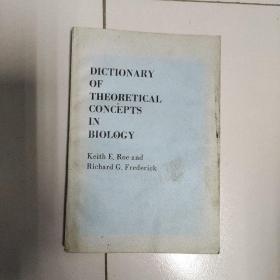 DICTIONARY
OF
THEORETICAL
CONCEPTS
IN
BIOLOGY
Keith E. Roe and
Richard G. Frederick